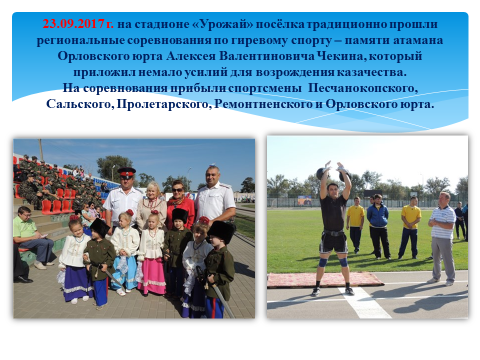 23.09.2017 г. на стадионе «Урожай» посёлка традиционно прошли
региональные соревнования по гиревому спорту – памяти атамана
Орловского юрта Алексея Валентиновича Чекина, который
приложил немало усилий для возрождения казачества.
На соревнования прибыли спортсмены Песчанокопского,
Сальского, Пролетарского, Ремонтненского и Орловского юрта.